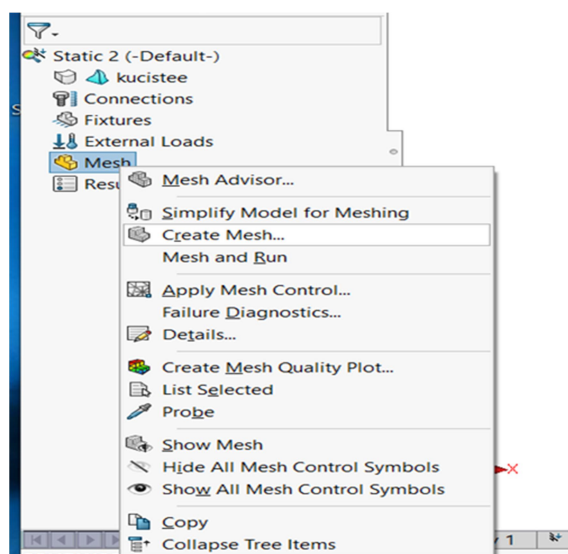 Static 2 (-Default-)
kucistee
Connections
Fixtures
External Loads
Mesh
Mesh Advisor...
Simplify Model for Meshing
Create Mesh...
Mesh and Run
Apply Mesh Control...
Failure Diagnostics...
Details...
Create Mesh Quality Plot...
List Selected
Probe
Show Mesh
Hide All Mesh Control Symbols
Show All Mesh Control Symbols
Copy
1
Collapse Tree Items